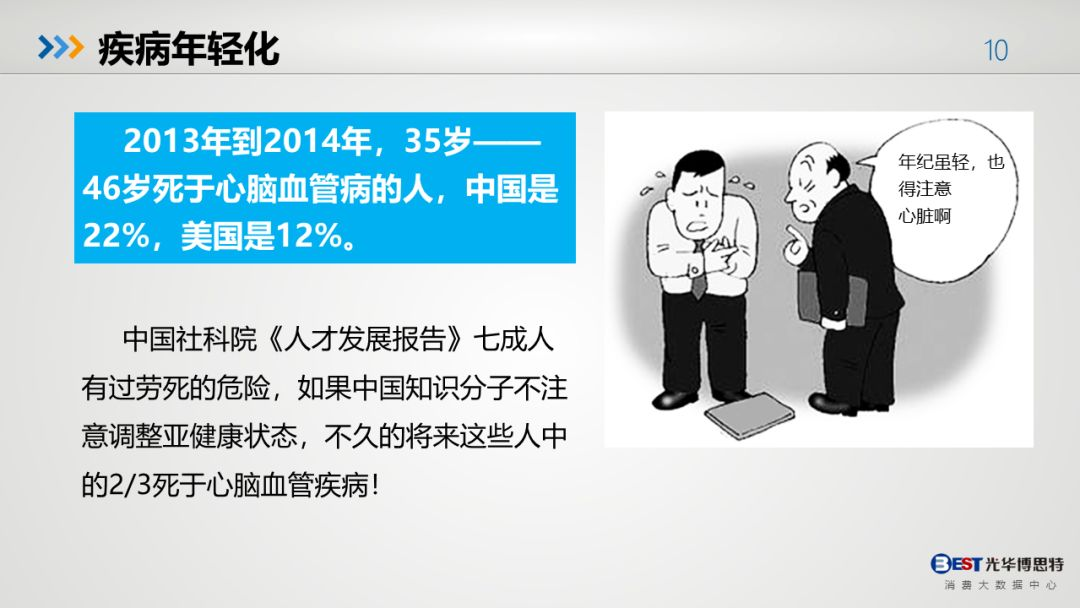 疾病年轻化
10
2013年到2014年，35岁——
46岁死于心脑血管病的人，中国是
22%，美国是12%。
年纪虽轻，也
得注意
心脏啊
中国社科院《人才发展报告》七成人
有过劳死的危险，如果中国知识分子不注
意调整亚健康状态，不久的将来这些人中
的2/3死于心脑血管疾病！
BEST光华博思特
消费大数据中心